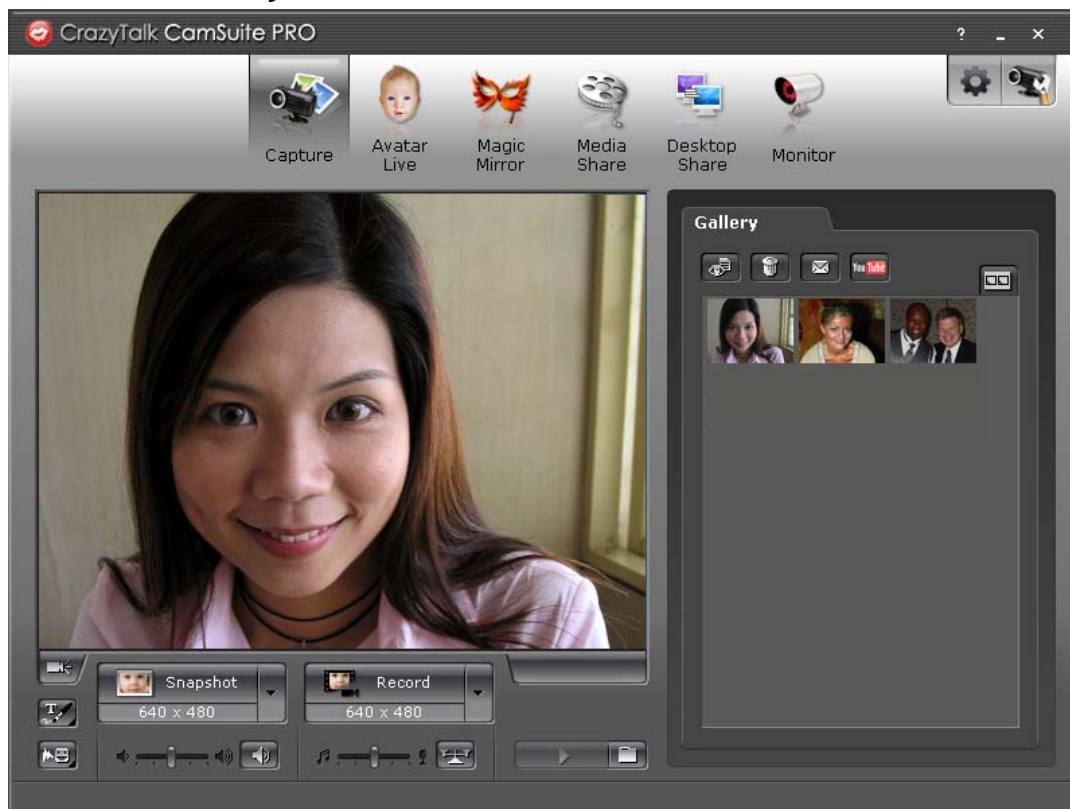 CrazyTalk CamSuite PRO
?
Capture
Avatar
Live
Magic
Mirror
Media
Share
Desktop
Share
Monitor
Gallery
You Tube
Snapshot
640 x 480
Record
640 x 480
T